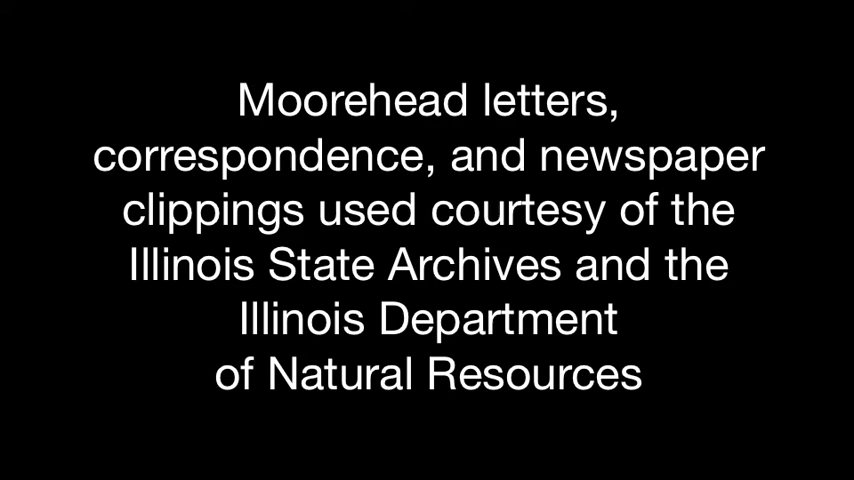 Moorehead letters,
correspondence, and newspaper
clippings used courtesy of the
Illinois State Archives and the
Illinois Department
of Natural Resources